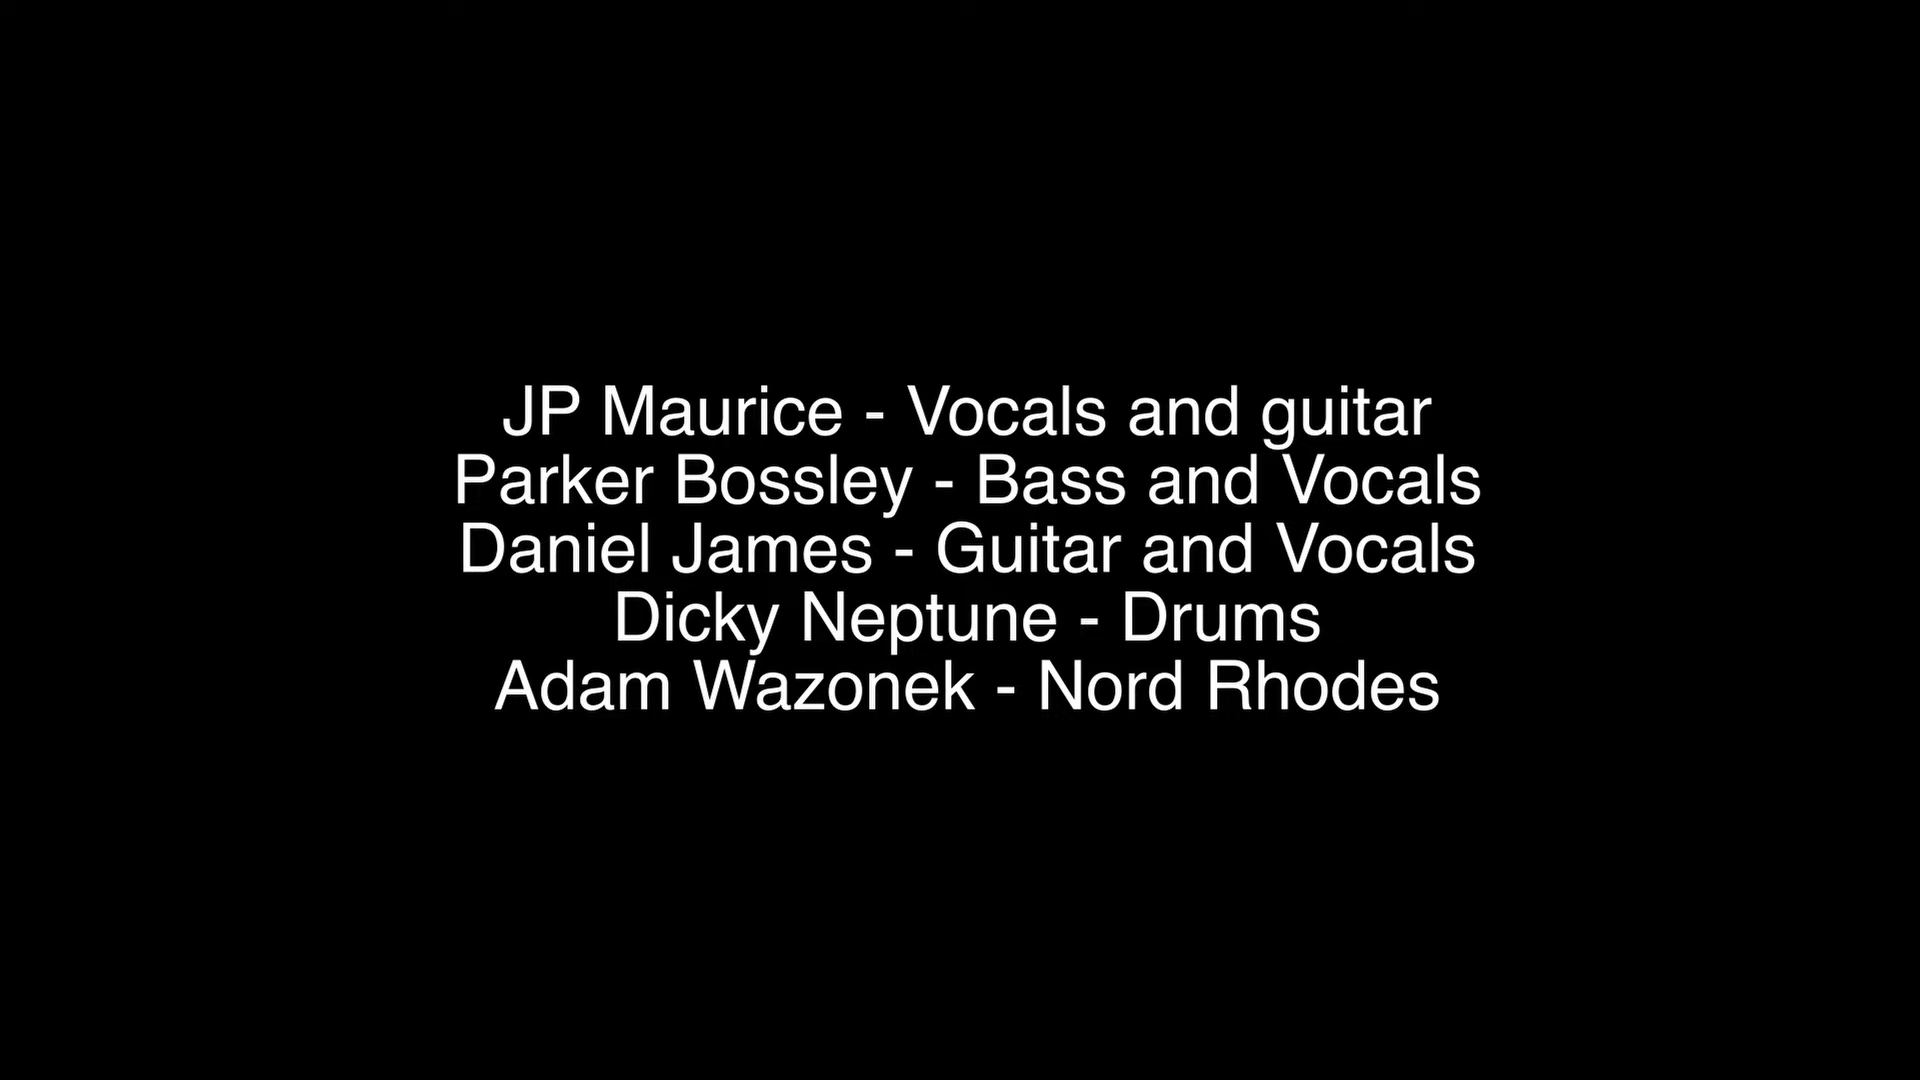 JP Maurice - Vocals and guitar
Parker Bossley - Bass and Vocals
Daniel James - Guitar and Vocals
Dicky Neptune - Drums
Adam Wazonek - Nord Rhodes